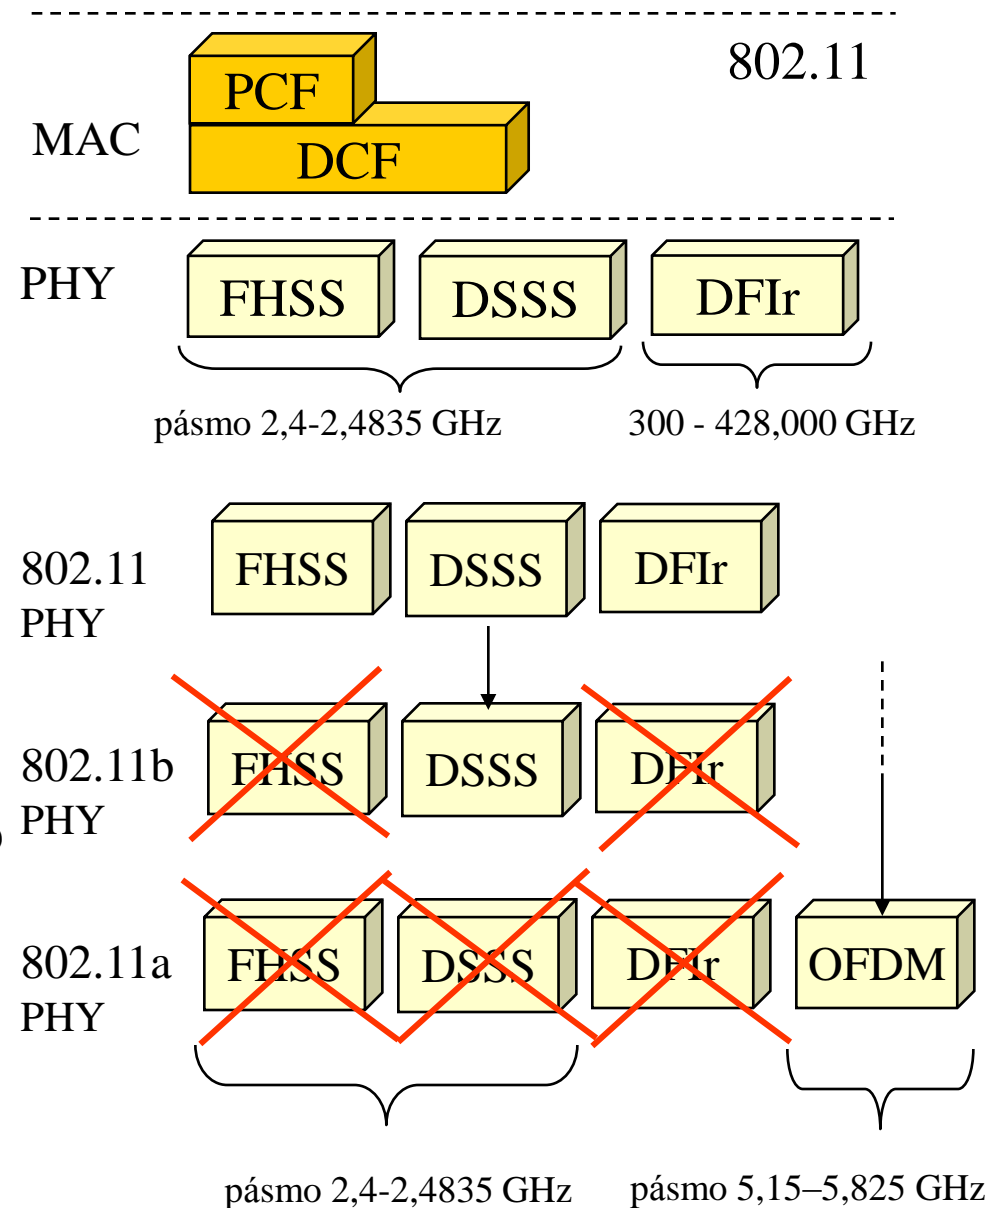 802.11
PCF
MAC
DCF
PHY
FHSS DSSS DFIr
pásmo 2,4-2,4835 GHz 300 - 428,000 GHz
802.11 FHSS DSSS DFIr
PHY
802.11b FHSS DSSS DFIr
PHY
)
802.11a FHSS DSSS DFIr OFDM
PHY
pásmo 2,4-2,4835 GHz pásmo 5,15–5,825 GHz